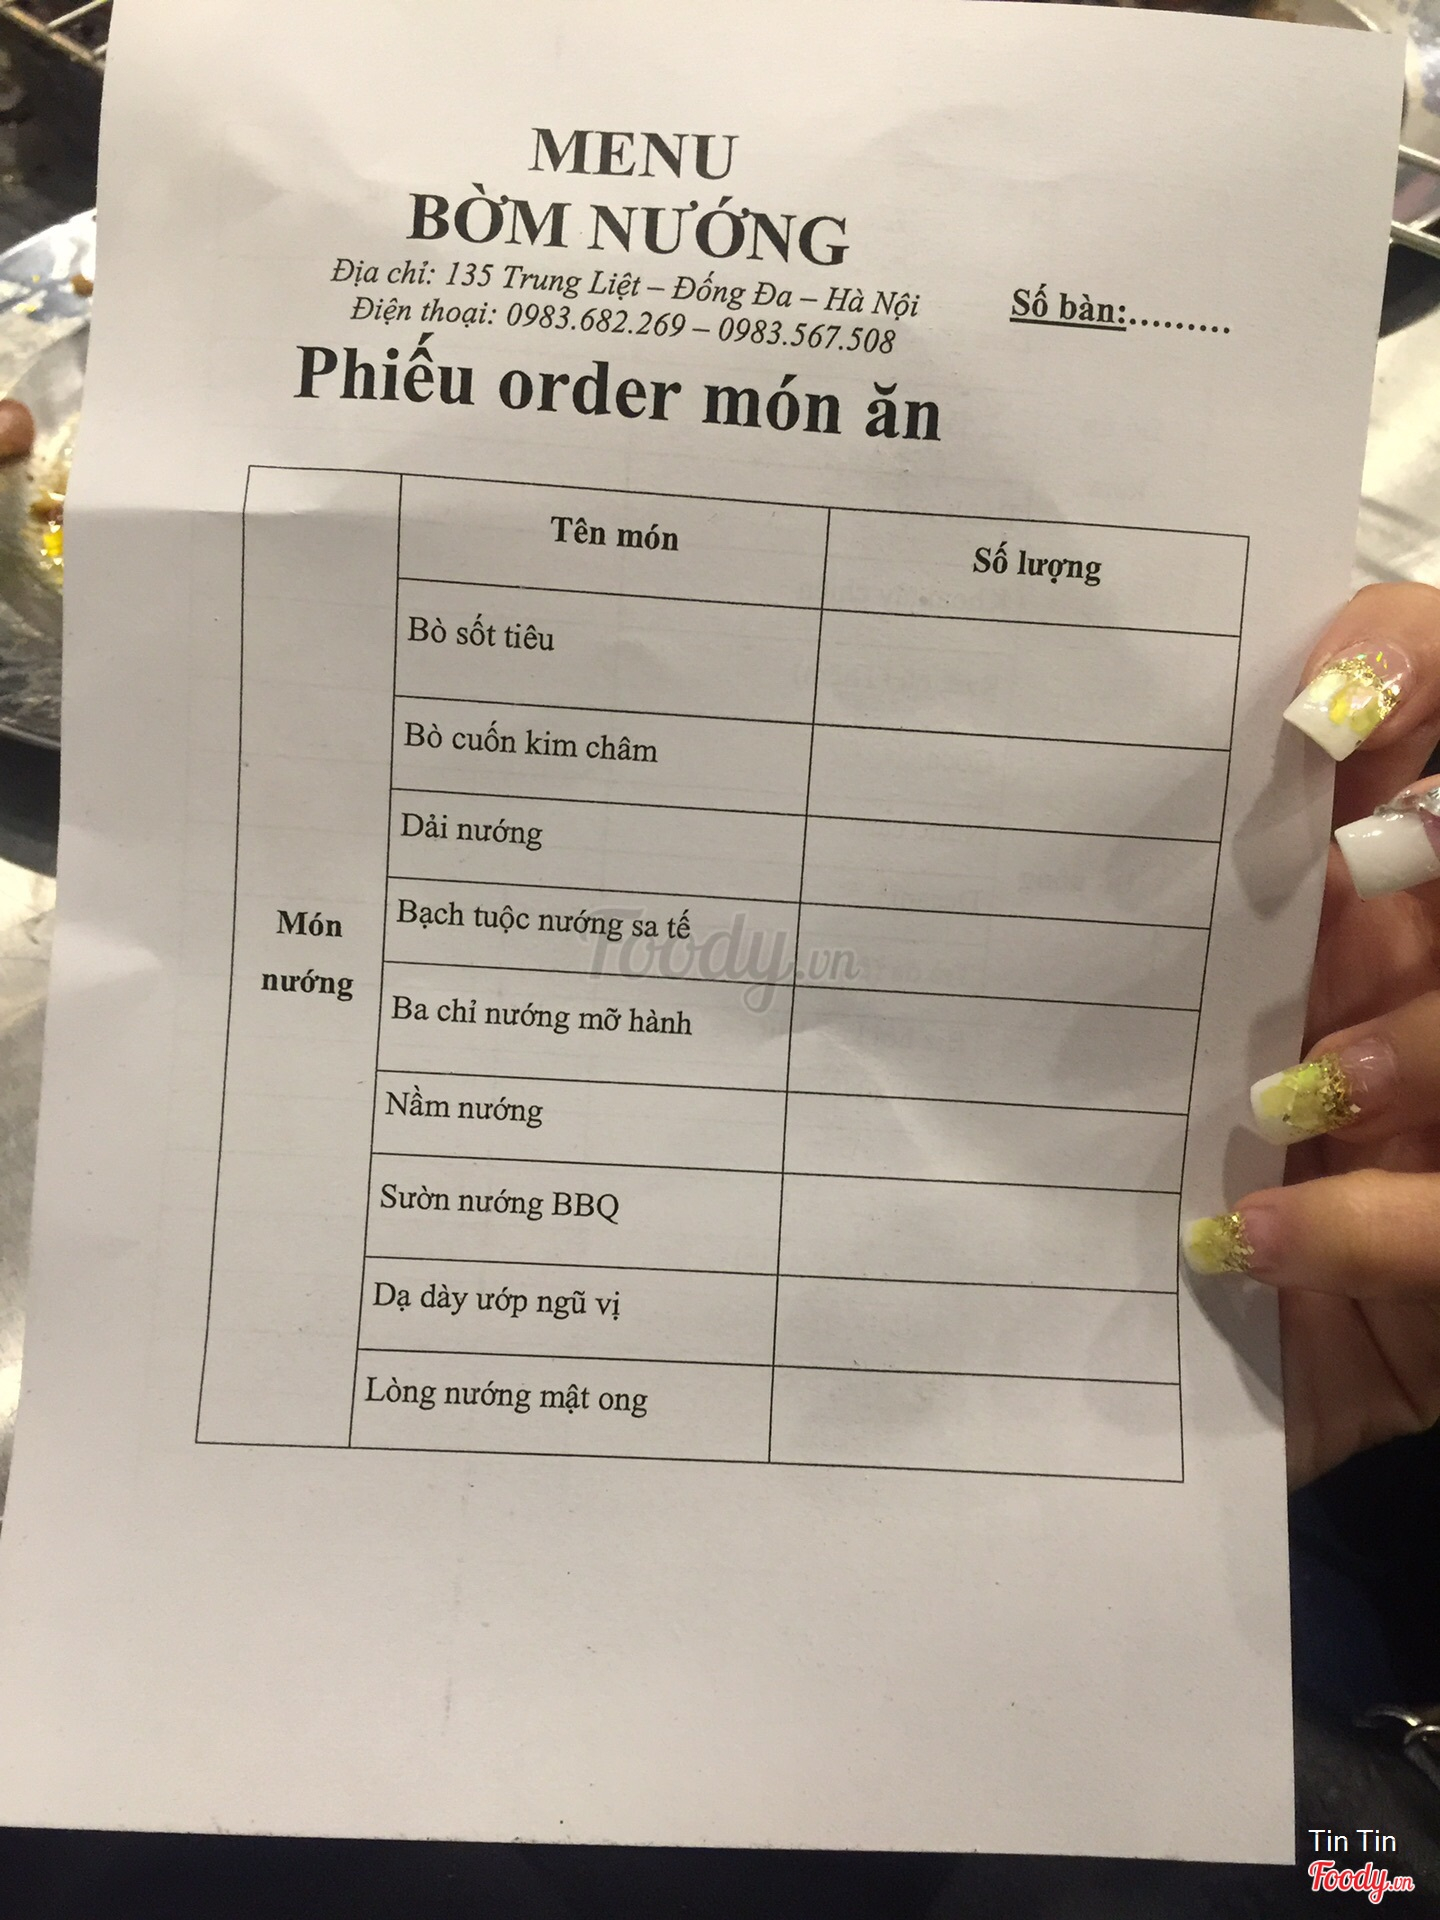 MENU
BỜM NƯỚNG
Địa chỉ: 135 Trung Liệt – Đống Đa – Hà Nội
Điện thoại: 0983.682.269 – 0983.567.508
Số bàn:.........
Phiếu order món ăn
Tên món
Số lượng
Món
nướng
Bò sốt tiêu
Bò cuốn kim châm
Dải nướng
Bạch tuộc nướng sa tế
Ba chỉ nướng mỡ hành
Nầm nướng
Sườn nướng BBQ
Dạ dày ướp ngũ vị
Lòng nướng mật ong
Foody.vn
Tin Tin
Foody.vn